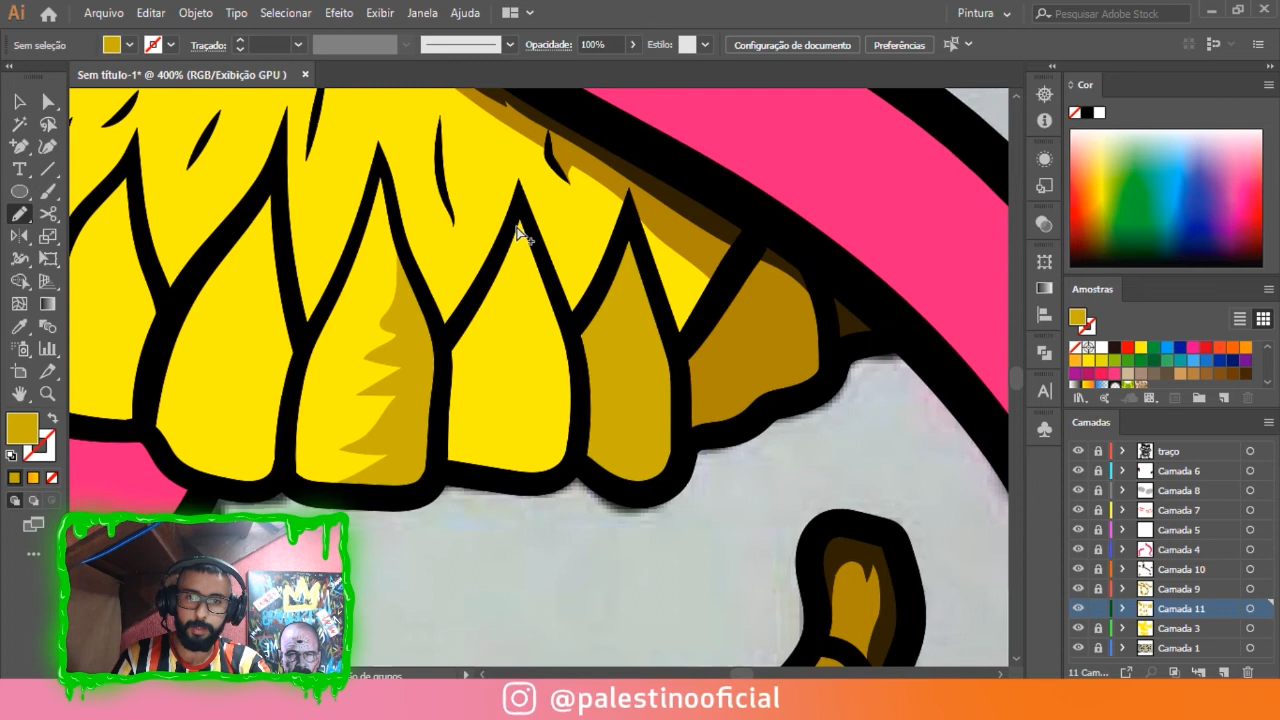 Ai Arquivo Editar Objeto Tipo Selecionar Efeito Exibir Janela Ajuda Pintura Pesquisar Adobe Stock
Sem seleção Traçado: Opacidade: 100% Estilo: Configuração de documento Preferências
Sem título-1* @ 400% (RGB/Exibição GPU ) ×
Cor
Amostras
Camadas
traço
Camada 6
Camada 8
Camada 7
Camada 5
Camada 4
Camada 10
Camada 9
Camada 11
Camada 3
Camada 1
11 Cam...
ão de grupos
@palestinooficial